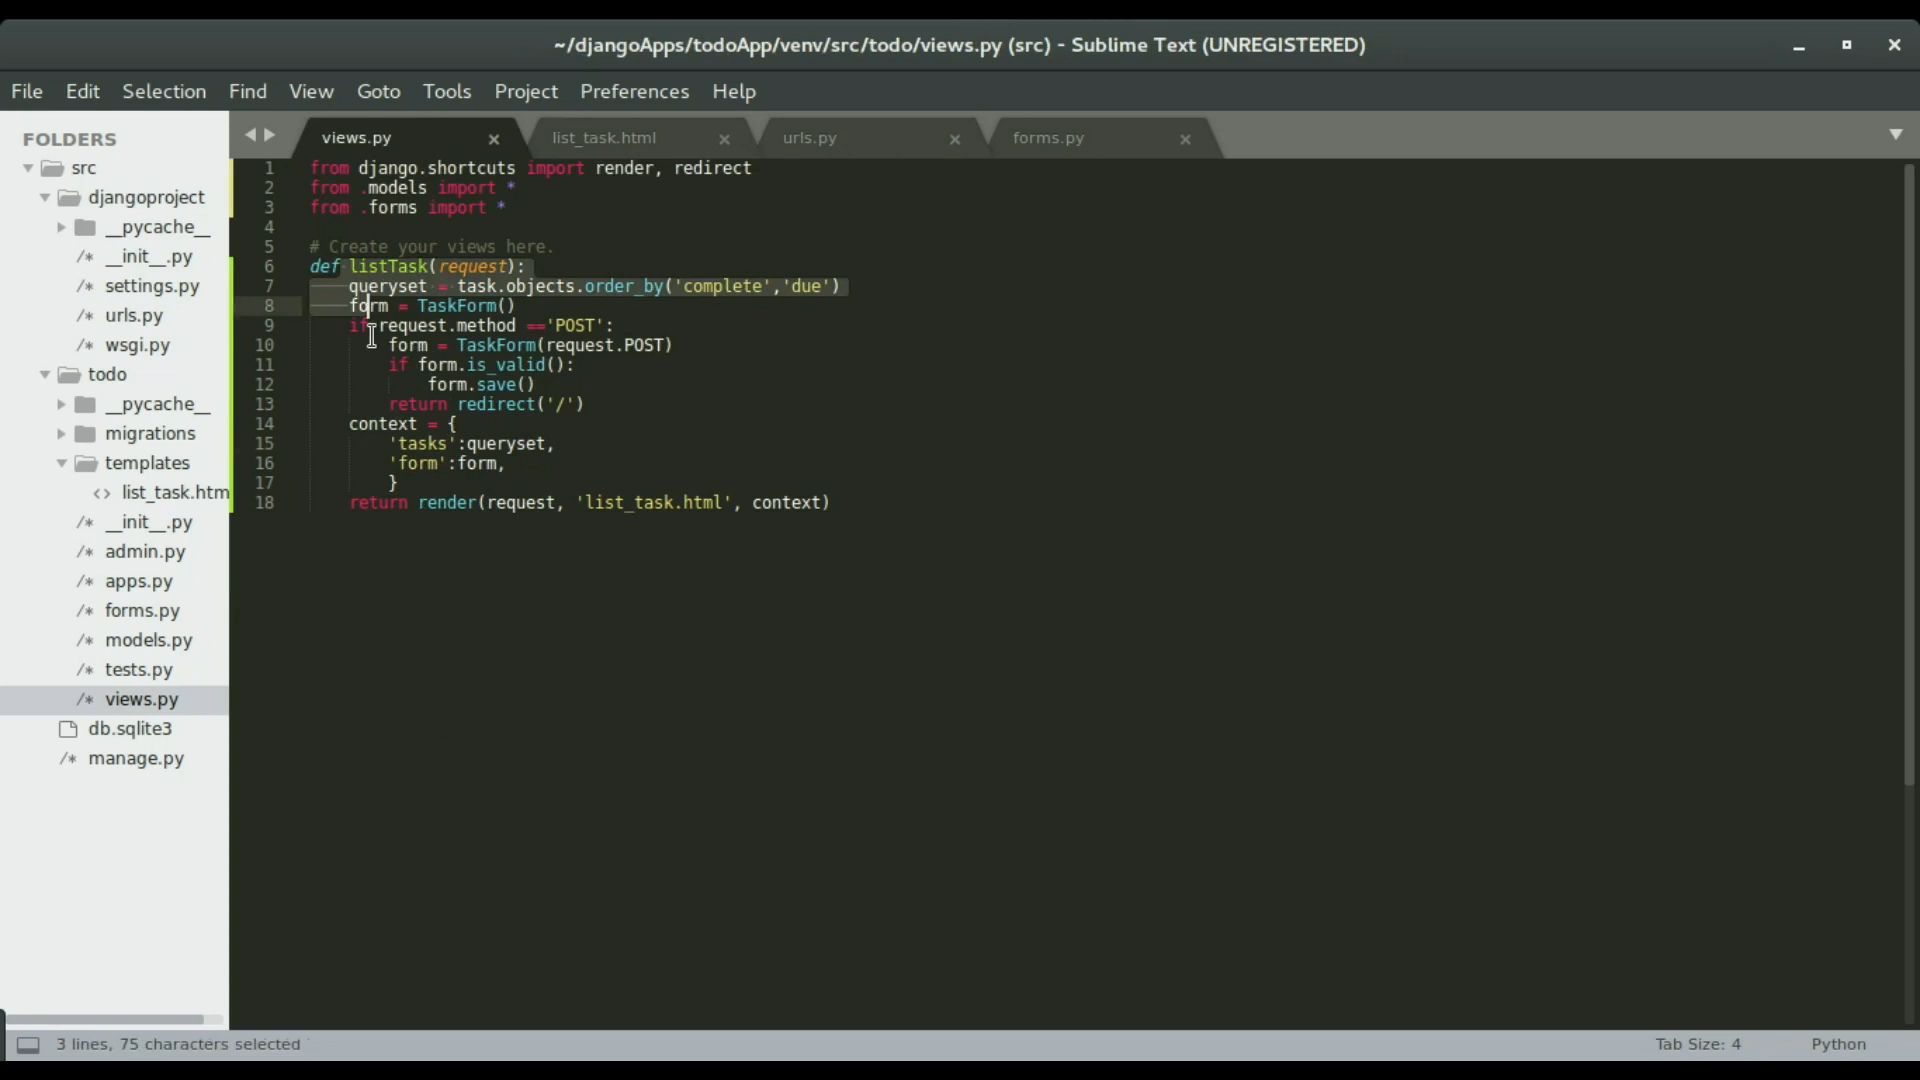 ~/djangoApps/todoApp/venv/src/todo/views.py (src) - Sublime Text (UNREGISTERED)
File Edit Selection Find View Goto Tools Project Preferences Help
FOLDERS
src
djangoproject
__pycache__
__init__.py
settings.py
urls.py
wsgi.py
todo
__pycache__
migrations
templates
list_task.htm
__init__.py
admin.py
apps.py
forms.py
models.py
tests.py
views.py
db.sqlite3
manage.py
views.py list_task.html urls.py forms.py
1 from django.shortcuts import render, redirect
2 from .models import *
3 from .forms import *
4
5 # Create your views here.
6 def listTask(request):
7 queryset = task.objects.order_by('complete','due')
8 form = TaskForm()
9 if request.method =='POST':
10 form = TaskForm(request.POST)
11 if form.is_valid():
12 form.save()
13 return redirect('/')
14 context = {
15 'tasks':queryset,
16 'form':form,
17 }
18 return render(request, 'list_task.html', context)
3 lines, 75 characters selected Tab Size: 4 Python